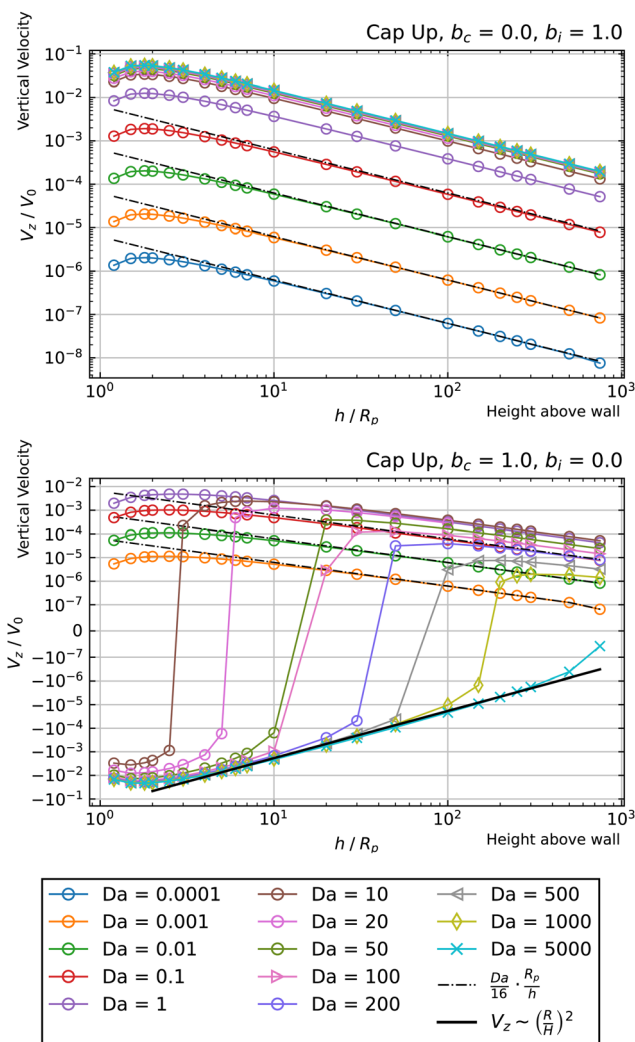 Cap Up, b_c = 0.0, b_i = 1.0
Vertical Velocity
V_z / V_0
10^{-1}
10^{-2}
10^{-3}
10^{-4}
10^{-5}
10^{-6}
10^{-7}
10^{-8}
10^0 10^1 10^2 10^3
h / R_p
Height above wall
Cap Up, b_c = 1.0, b_i = 0.0
Vertical Velocity
V_z / V_0
10^{-2}
10^{-3}
10^{-4}
10^{-5}
10^{-6}
10^{-7}
0
−10^{-7}
−10^{-6}
−10^{-5}
−10^{-4}
−10^{-3}
−10^{-2}
−10^{-1}
10^0 10^1 10^2 10^3
h / R_p
Height above wall
Da = 0.0001
Da = 0.001
Da = 0.01
Da = 0.1
Da = 1
Da = 10
Da = 20
Da = 50
Da = 100
Da = 200
Da = 500
Da = 1000
Da = 5000
\frac{Da}{16} · \frac{R_p}{h}
V_z ~ (\frac{R}{H})^2